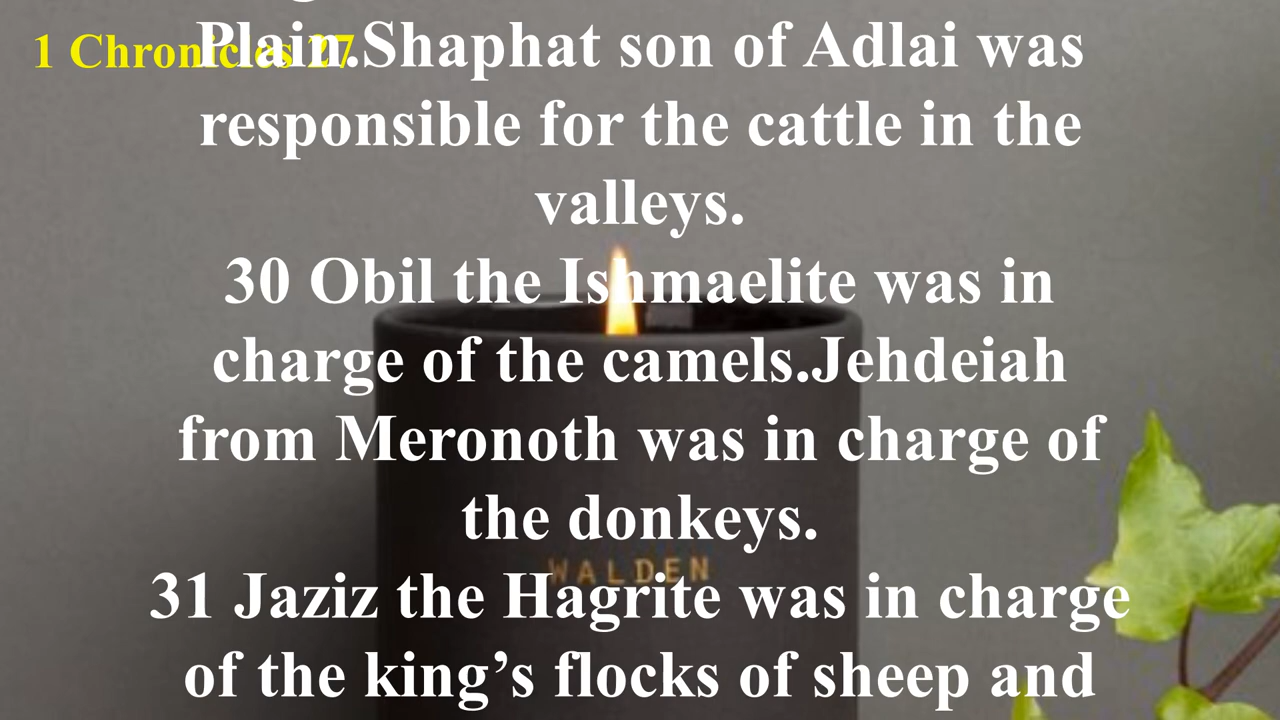 1 Chronicles 27
Plain.Shaphat son of Adlai was
responsible for the cattle in the
valleys.
30 Obil the Ishmaelite was in
charge of the camels.Jehdeiah
from Meronoth was in charge of
the donkeys.
WALDEN
31 Jaziz the Hagrite was in charge
of the king’s flocks of sheep and